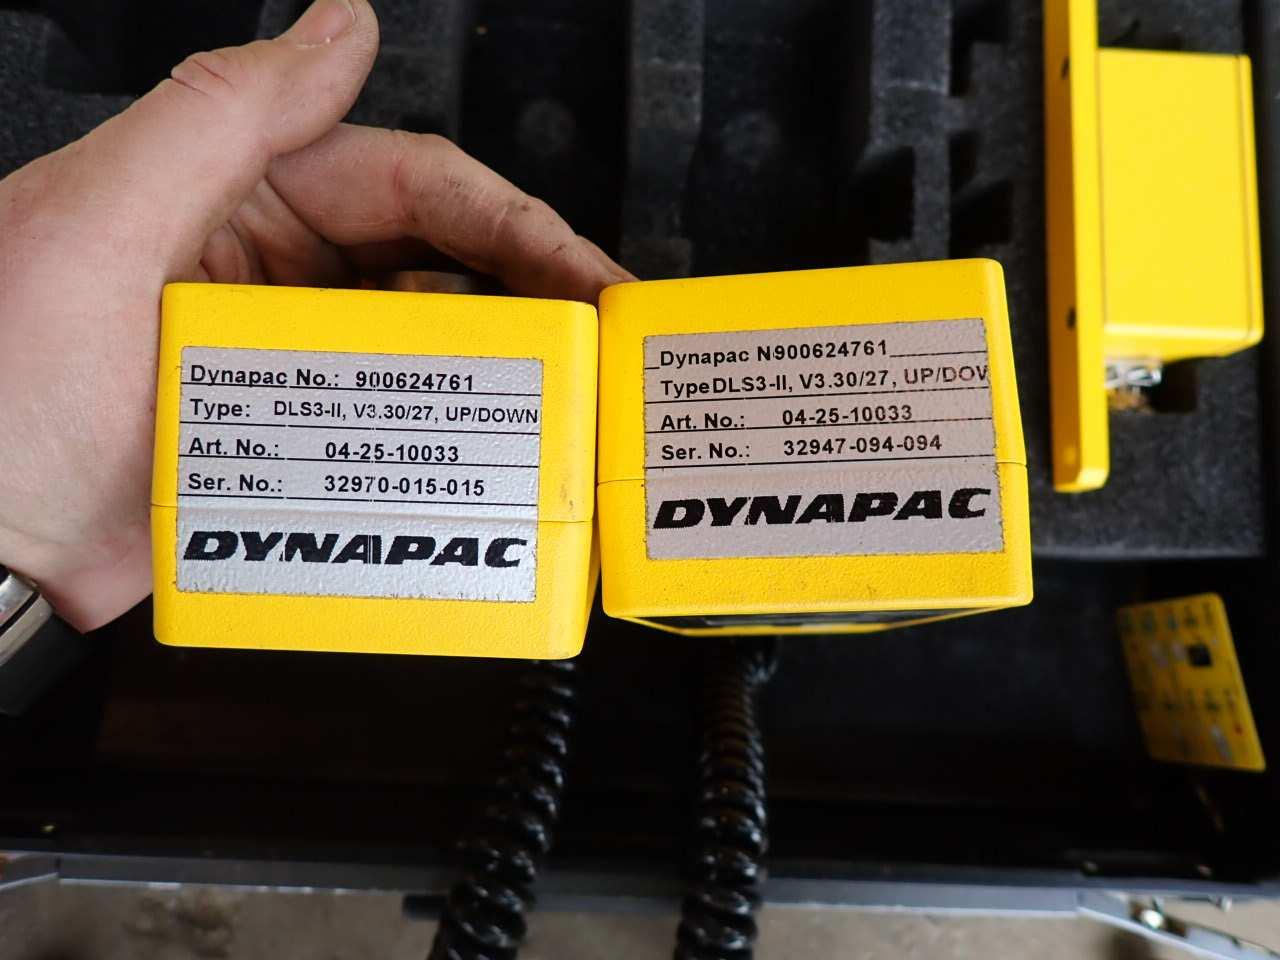 Dynapac No.: 900624761
Type: DLS3-II, V3.30/27, UP/DOWN
Art. No.: 04-25-10033
Ser. No.: 32970-015-015
DYNAPAC
Dynapac N900624761
TypeDLS3-II, V3.30/27, UP/DOV
Art. No.: 04-25-10033
Ser. No.: 32947-094-094
DYNAPAC